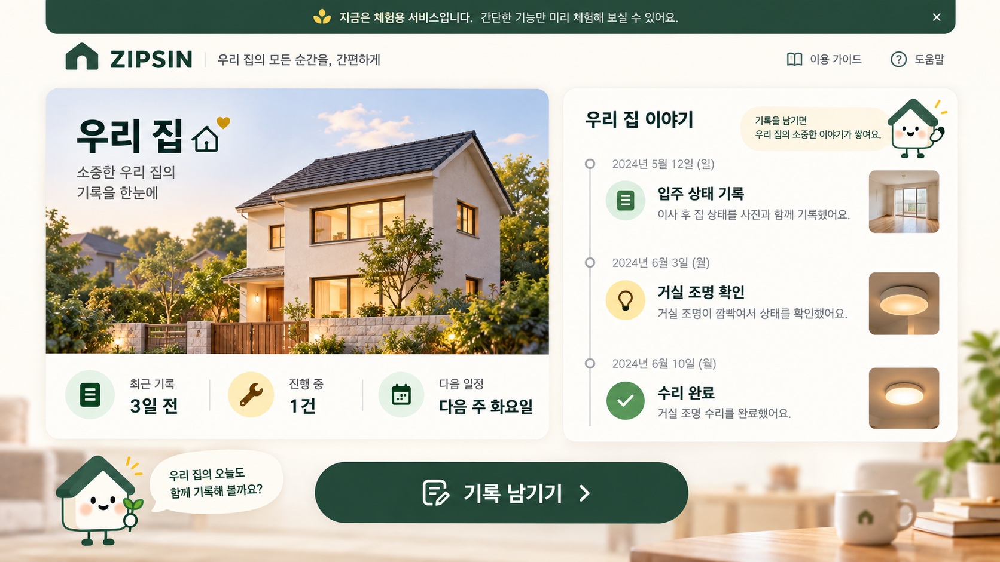 지금은 체험용 서비스입니다. 간단한 기능만 미리 체험해 보실 수 있어요.
ZIPSIN
우리 집의 모든 순간을, 간편하게
이용 가이드
도움말
우리 집
소중한 우리 집의
기록을 한눈에
최근 기록
3일 전
진행 중
1건
다음 일정
다음 주 화요일
우리 집 이야기
기록을 남기면
우리 집의 소중한 이야기가 쌓여요.
2024년 5월 12일 (일)
입주 상태 기록
이사 후 집 상태를 사진과 함께 기록했어요.
2024년 6월 3일 (월)
거실 조명 확인
거실 조명이 깜빡여서 상태를 확인했어요.
2024년 6월 10일 (월)
수리 완료
거실 조명 수리를 완료했어요.
우리 집의 오늘도
함께 기록해 볼까요?
기록 남기기